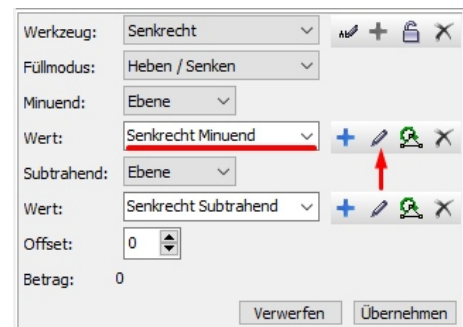 Werkzeug: Senkrecht
Füllmodus: Heben / Senken
Minuend: Ebene
Wert: Senkrecht Minuend
Subtrahend: Ebene
Wert: Senkrecht Subtrahend
Offset: 0
Betrag: 0
Verwerfen Übernehmen